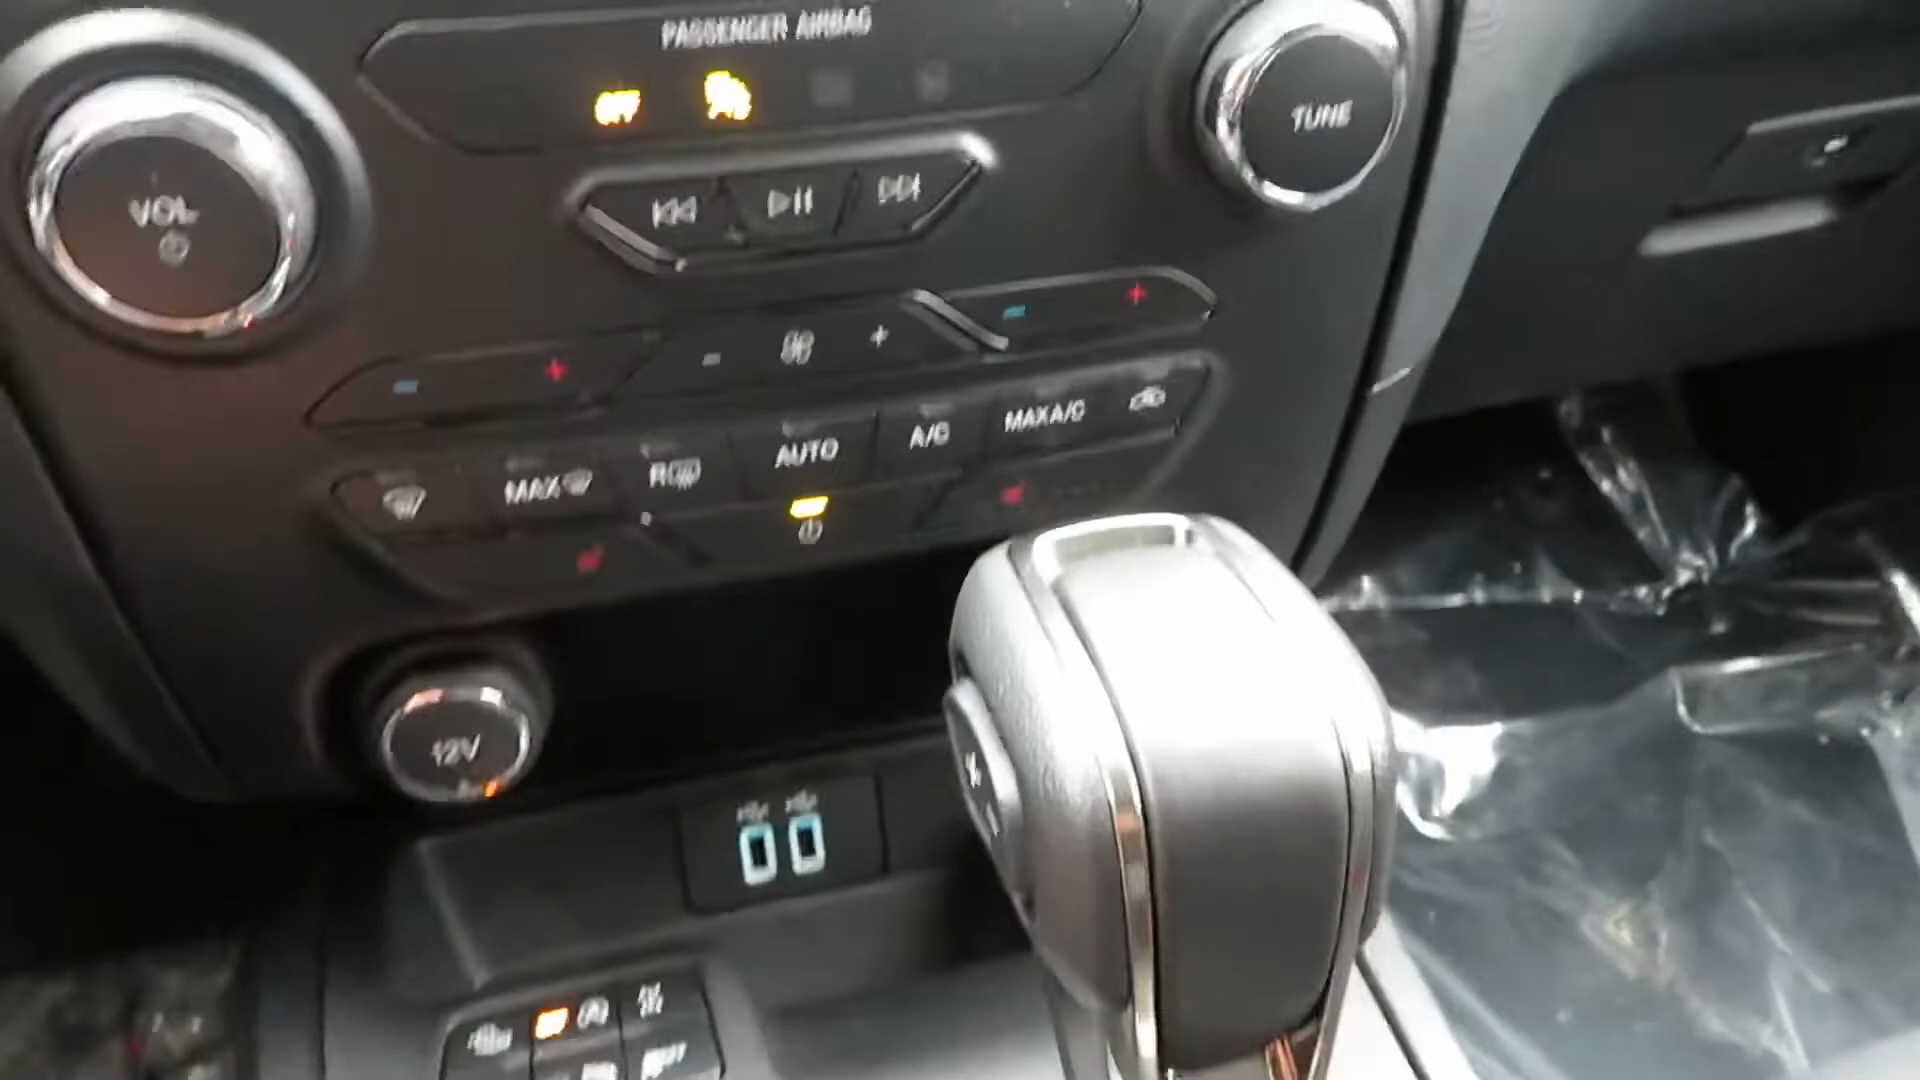 PASSENGER AIRBAG
OFF
VOL
TUNE
MAX
R
AUTO
A/C
MAX A/C
12V